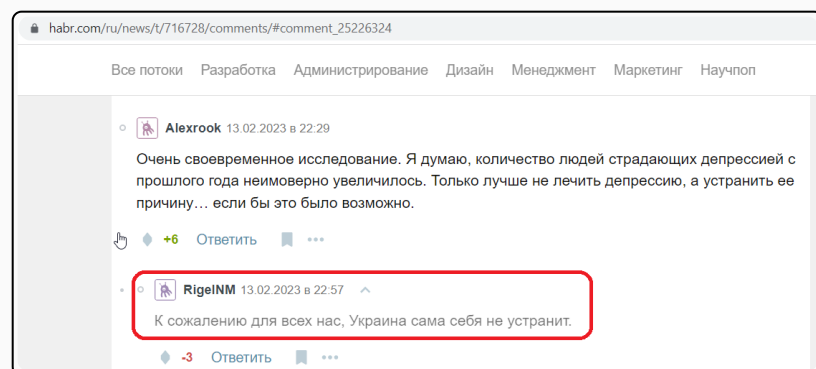 habr.com/ru/news/t/716728/comments/#comment_25226324
Все потоки Разработка Администрирование Дизайн Менеджмент Маркетинг Научпоп
Alexrook 13.02.2023 в 22:29
Очень своевременное исследование. Я думаю, количество людей страдающих депрессией с
прошлого года неимоверно увеличилось. Только лучше не лечить депрессию, а устранить ее
причину… если бы это было возможно.
+6 Ответить
RigelNM 13.02.2023 в 22:57
К сожалению для всех нас, Украина сама себя не устранит.
-3 Ответить